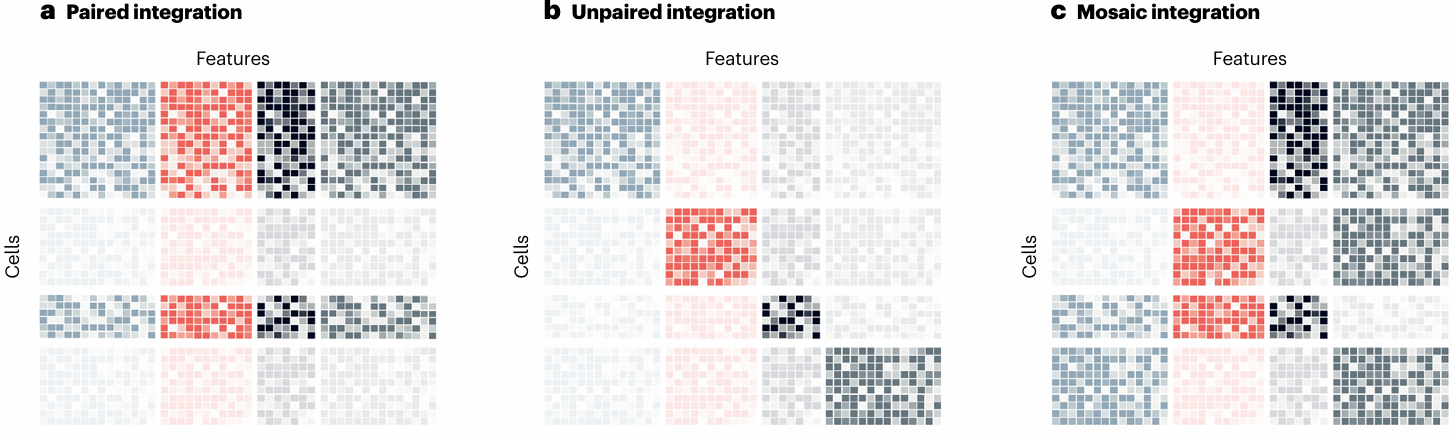 a Paired integration
Features
Cells
b Unpaired integration
Features
Cells
c Mosaic integration
Features
Cells